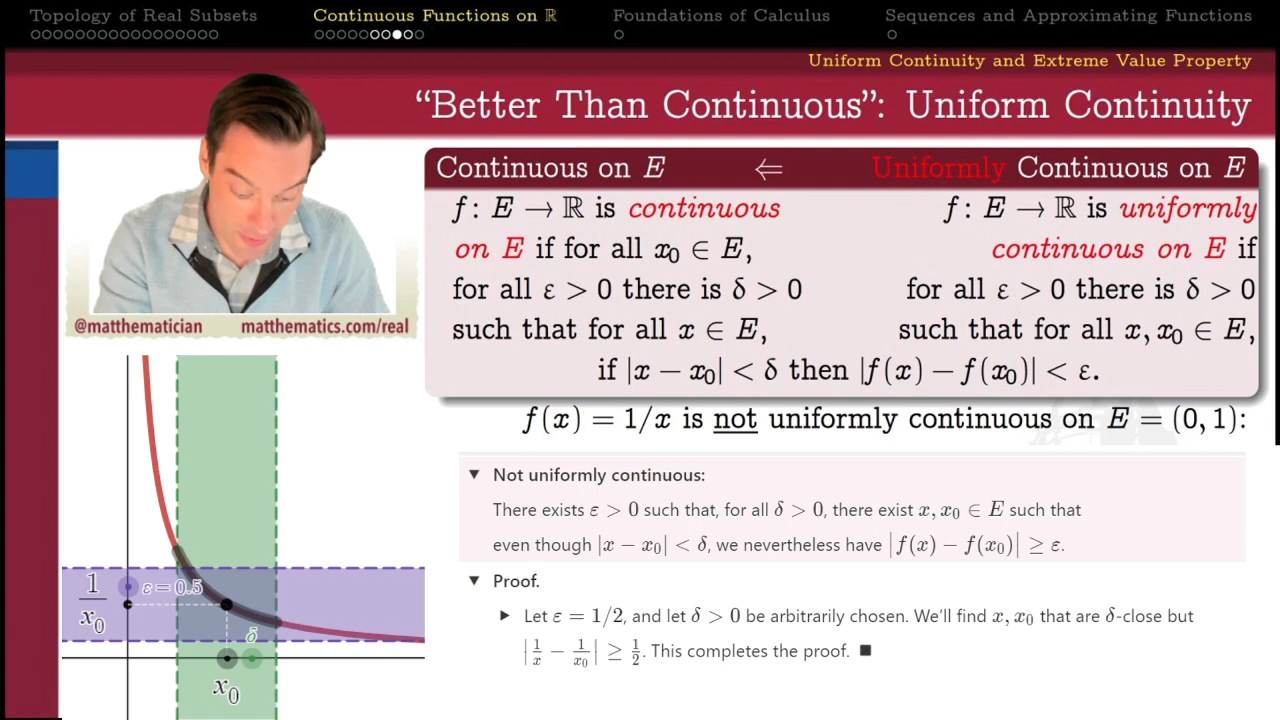 Topology of Real Subsets
Continuous Functions on ℝ
Foundations of Calculus
Sequences and Approximating Functions
Uniform Continuity and Extreme Value Property
“Better Than Continuous”: Uniform Continuity
Continuous on E ⇐ Uniformly Continuous on E
f: E → ℝ is continuous
on E if for all x₀ ∈ E,
for all ε > 0 there is δ > 0
such that for all x ∈ E,
f: E → ℝ is uniformly
continuous on E if
for all ε > 0 there is δ > 0
such that for all x, x₀ ∈ E,
if |x − x₀| < δ then |f(x) − f(x₀)| < ε.
@matthematician matthematics.com/real
f(x) = 1/x is not uniformly continuous on E = (0, 1):
▼ Not uniformly continuous:
There exists ε > 0 such that, for all δ > 0, there exist x, x₀ ∈ E such that
even though |x − x₀| < δ, we nevertheless have |f(x) − f(x₀)| ≥ ε.
▼ Proof.
► Let ε = 1/2, and let δ > 0 be arbitrarily chosen. We’ll find x, x₀ that are δ-close but
|1/x − 1/x₀| ≥ 1/2. This completes the proof. ■
ε = 0.5
1/x₀
δ
x₀